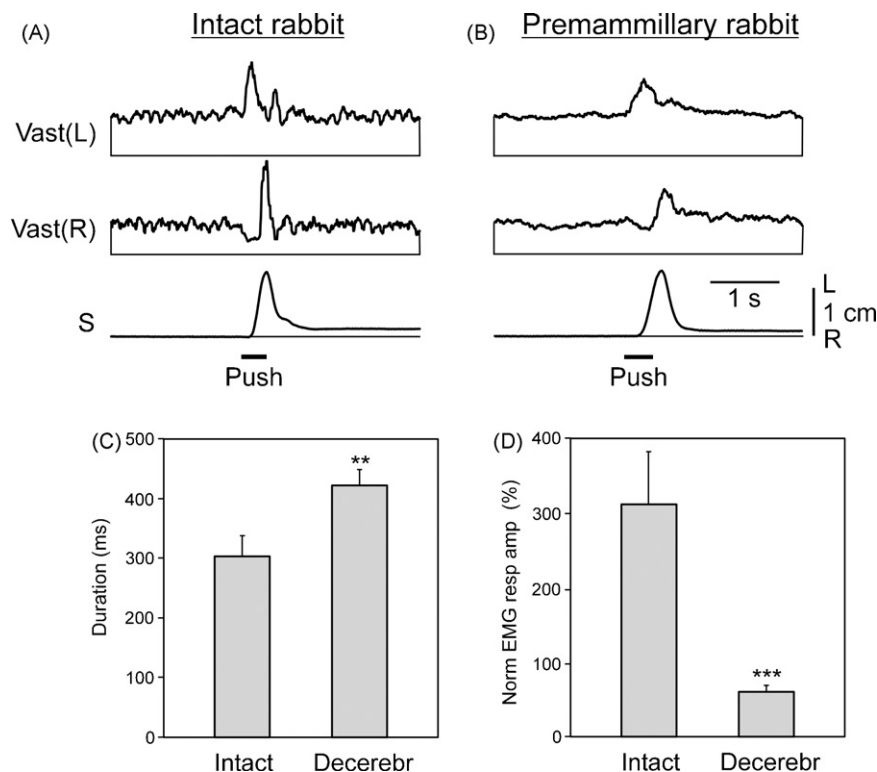 (A) Intact rabbit
(B) Premammillary rabbit
Vast(L)
Vast(R)
S
Push
Push
1 s
L
1 cm
R
(C)
500
400
300
200
100
0
Duration (ms)
**
Intact Decerebr
(D)
400
300
100
0
Norm EMG resp amp (%)
***
Intact Decerebr